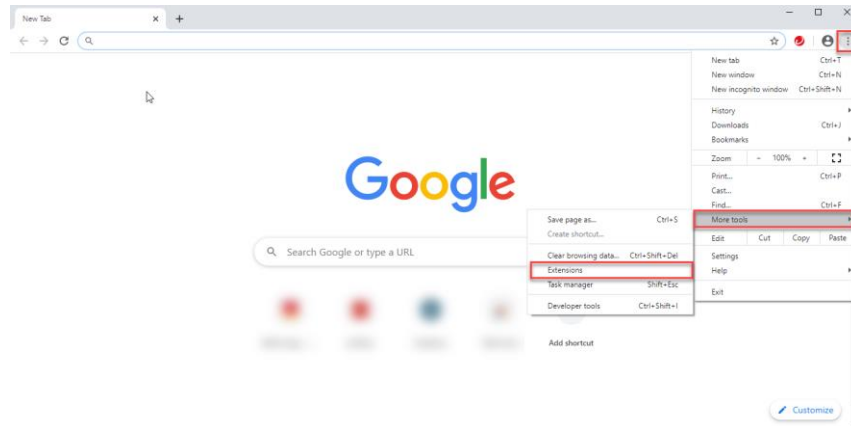 New Tab
New tab Ctrl+T
New window Ctrl+N
New incognito window Ctrl+Shift+N
History
Downloads Ctrl+J
Bookmarks
Zoom - 100% +
Print... Ctrl+P
Cast...
Find... Ctrl+F
More tools
Edit Cut Copy Paste
Settings
Help
Exit
Save page as... Ctrl+S
Create shortcut...
Clear browsing data... Ctrl+Shift+Del
Extensions
Task manager Shift+Esc
Developer tools Ctrl+Shift+I
Google
Search Google or type a URL
Add shortcut
Customize